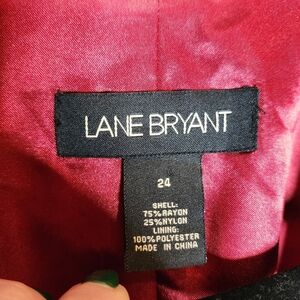 LANE BRYANT
24
SHELL:
75%RAYON
25%NYLON
LINING:
100%POLYESTER
MADE IN CHINA